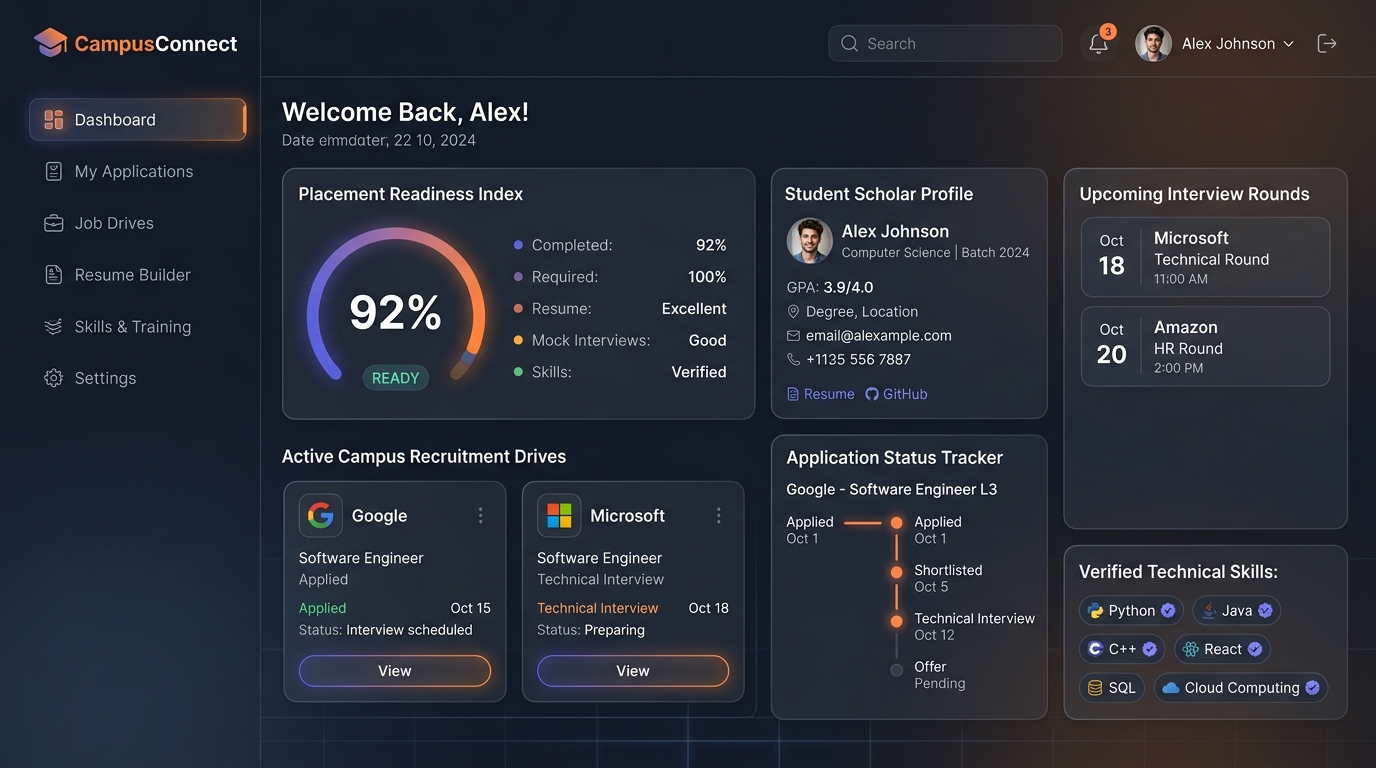 CampusConnect
Search
3
Alex Johnson
Dashboard
My Applications
Job Drives
Resume Builder
Skills & Training
Settings
Welcome Back, Alex!
Date emmdater, 22 10, 2024
Placement Readiness Index
92%
READY
Completed: 92%
Required: 100%
Resume: Excellent
Mock Interviews: Good
Skills: Verified
Student Scholar Profile
Alex Johnson
Computer Science | Batch 2024
GPA: 3.9/4.0
Degree, Location
email@alexample.com
+1135 556 7887
Resume GitHub
Upcoming Interview Rounds
Oct 18
Microsoft
Technical Round
11:00 AM
Oct 20
Amazon
HR Round
2:00 PM
Active Campus Recruitment Drives
Google
Software Engineer
Applied
Applied Oct 15
Status: Interview scheduled
View
Microsoft
Software Engineer
Technical Interview
Technical Interview Oct 18
Status: Preparing
View
Application Status Tracker
Google - Software Engineer L3
Applied
Oct 1
Applied
Oct 1
Shortlisted
Oct 5
Technical Interview
Oct 12
Offer
Pending
Verified Technical Skills:
Python
Java
C++
React
SQL
Cloud Computing